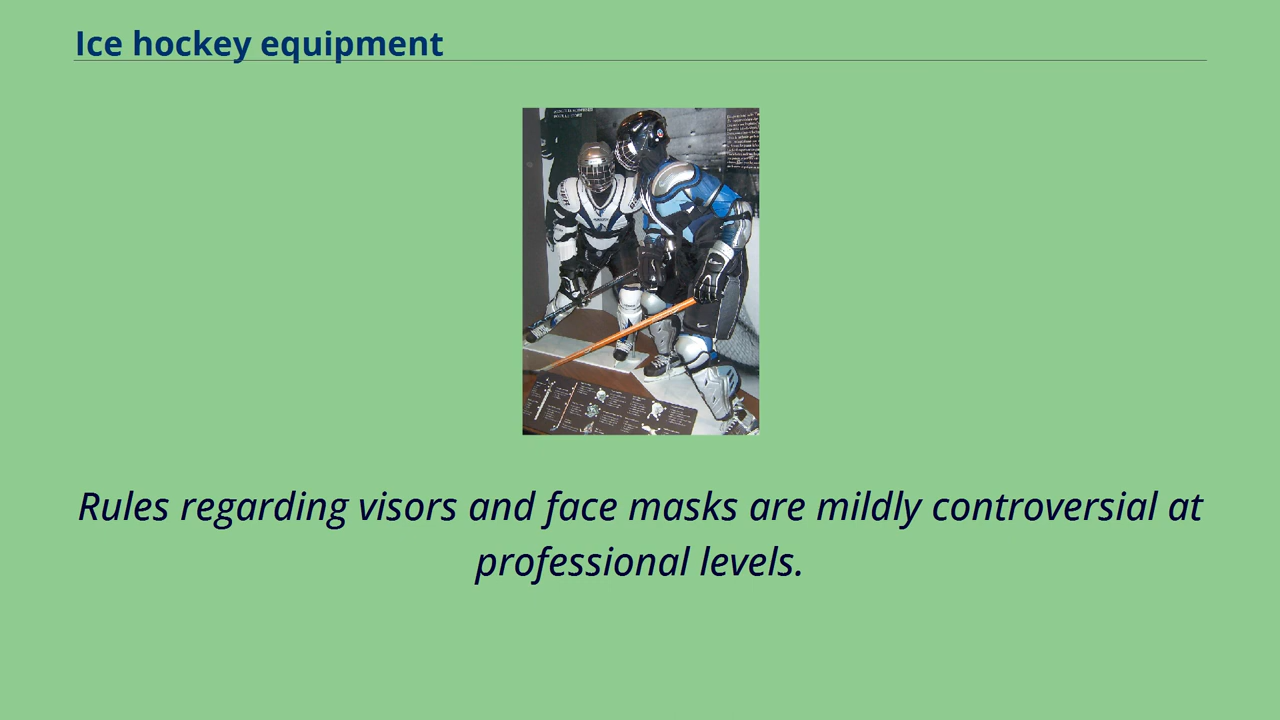 Ice hockey equipment
Rules regarding visors and face masks are mildly controversial at
professional levels.